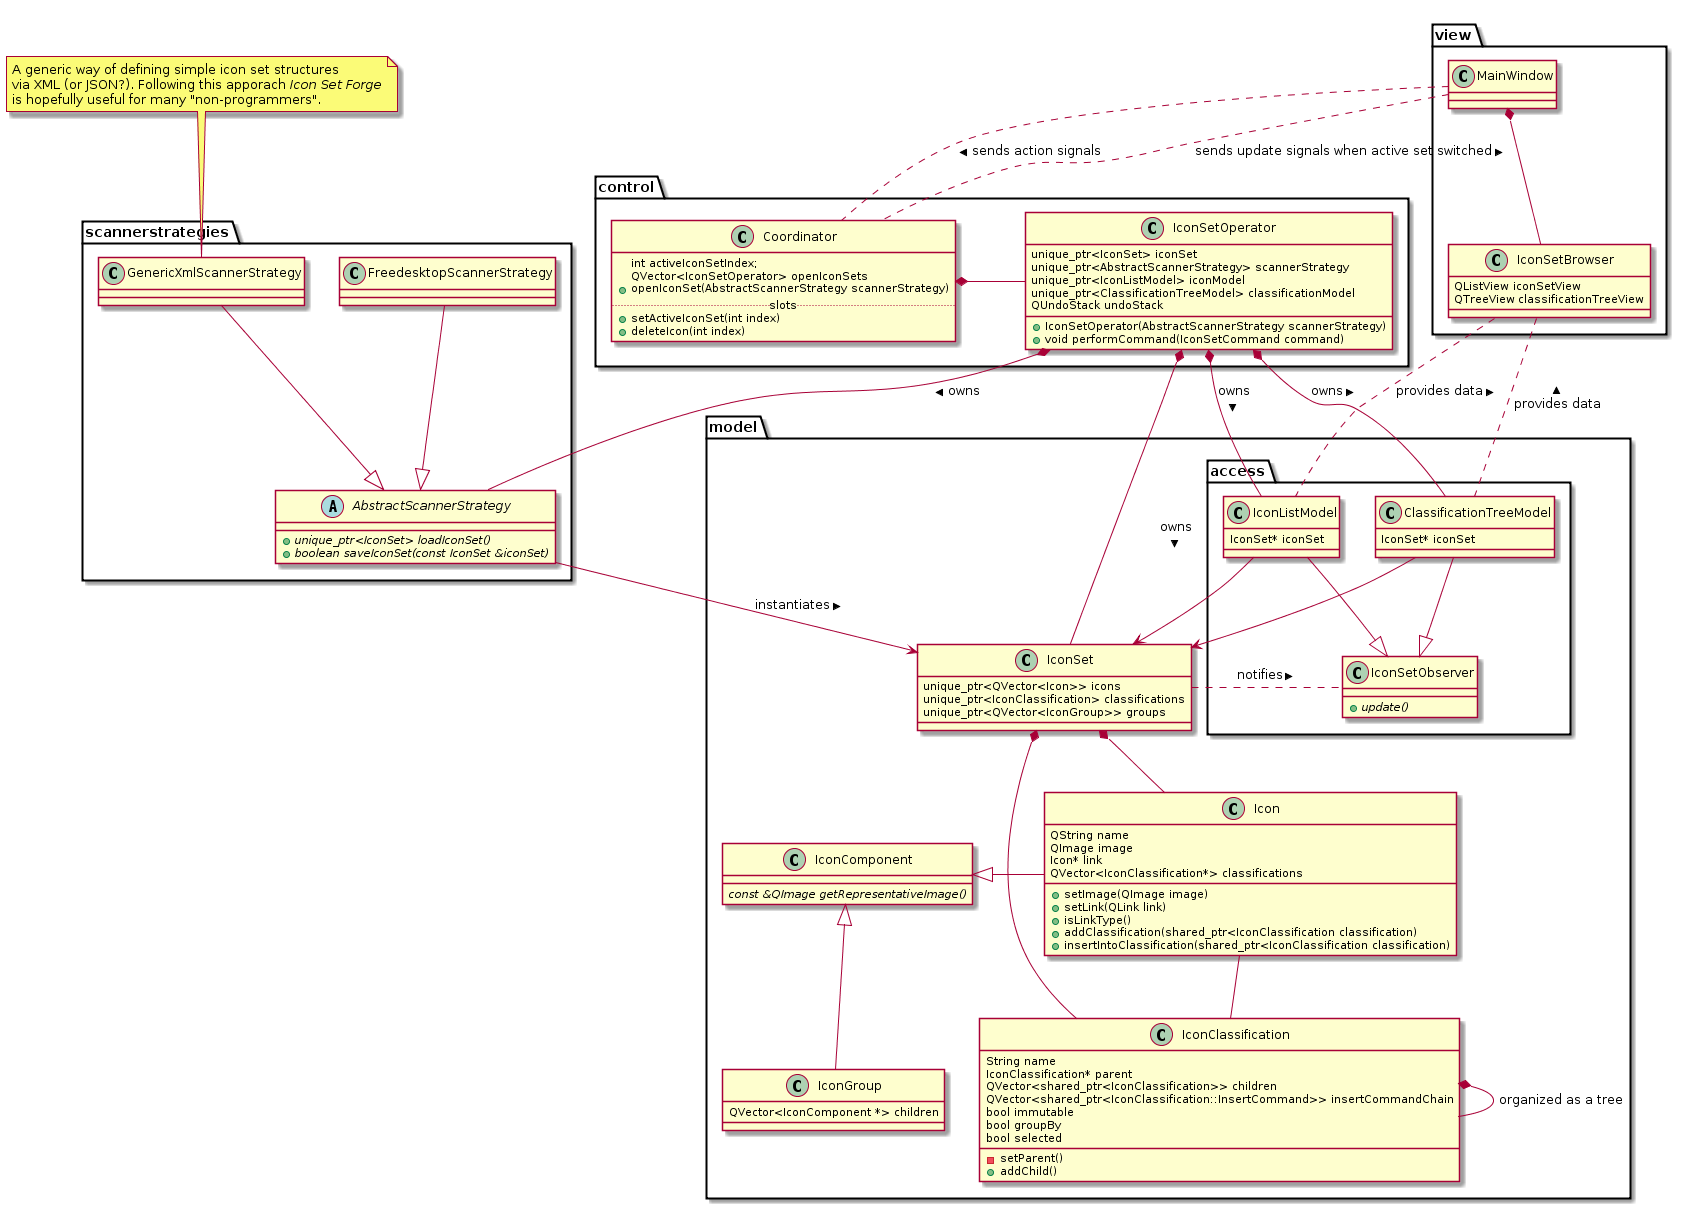 view
C MainWindow
A generic way of defining simple icon set structures
via XML (or JSON?). Following this apporach Icon Set Forge
is hopefully useful for many "non-programmers".
◄ sends action signals
sends update signals when active set switched ►
control
C Coordinator
int activeIconSetIndex;
QVector<IconSetOperator> openIconSets
openIconSet(AbstractScannerStrategy scannerStrategy)
slots
setActiveIconSet(int index)
deleteIcon(int index)
C IconSetOperator
unique_ptr<IconSet> iconSet
unique_ptr<AbstractScannerStrategy> scannerStrategy
unique_ptr<IconListModel> iconModel
unique_ptr<ClassificationTreeModel> classificationModel
QUndoStack undoStack
IconSetOperator(AbstractScannerStrategy scannerStrategy)
void performCommand(IconSetCommand command)
C IconSetBrowser
QListView iconSetView
QTreeView classificationTreeView
scannerstrategies
C GenericXmlScannerStrategy
C FreedesktopScannerStrategy
◄ owns
owns
▼
owns ►
provides data ►
▲
provides data
model
access
C IconListModel
IconSet* iconSet
C ClassificationTreeModel
IconSet* iconSet
A AbstractScannerStrategy
unique_ptr<IconSet> loadIconSet()
boolean saveIconSet(const IconSet &iconSet)
owns
▼
instantiates ►
C IconSet
unique_ptr<QVector<Icon>> icons
unique_ptr<IconClassification> classifications
unique_ptr<QVector<IconGroup>> groups
notifies ►
C IconSetObserver
update()
C Icon
QString name
QImage image
Icon* link
QVector<IconClassification*> classifications
setImage(QImage image)
setLink(QLink link)
isLinkType()
addClassification(shared_ptr<IconClassification classification)
insertIntoClassification(shared_ptr<IconClassification classification)
C IconComponent
const &QImage getRepresentativeImage()
C IconGroup
QVector<IconComponent *> children
C IconClassification
String name
IconClassification* parent
QVector<shared_ptr<IconClassification>> children
QVector<shared_ptr<IconClassification::InsertCommand>> insertCommandChain
bool immutable
bool groupBy
bool selected
setParent()
addChild()
organized as a tree